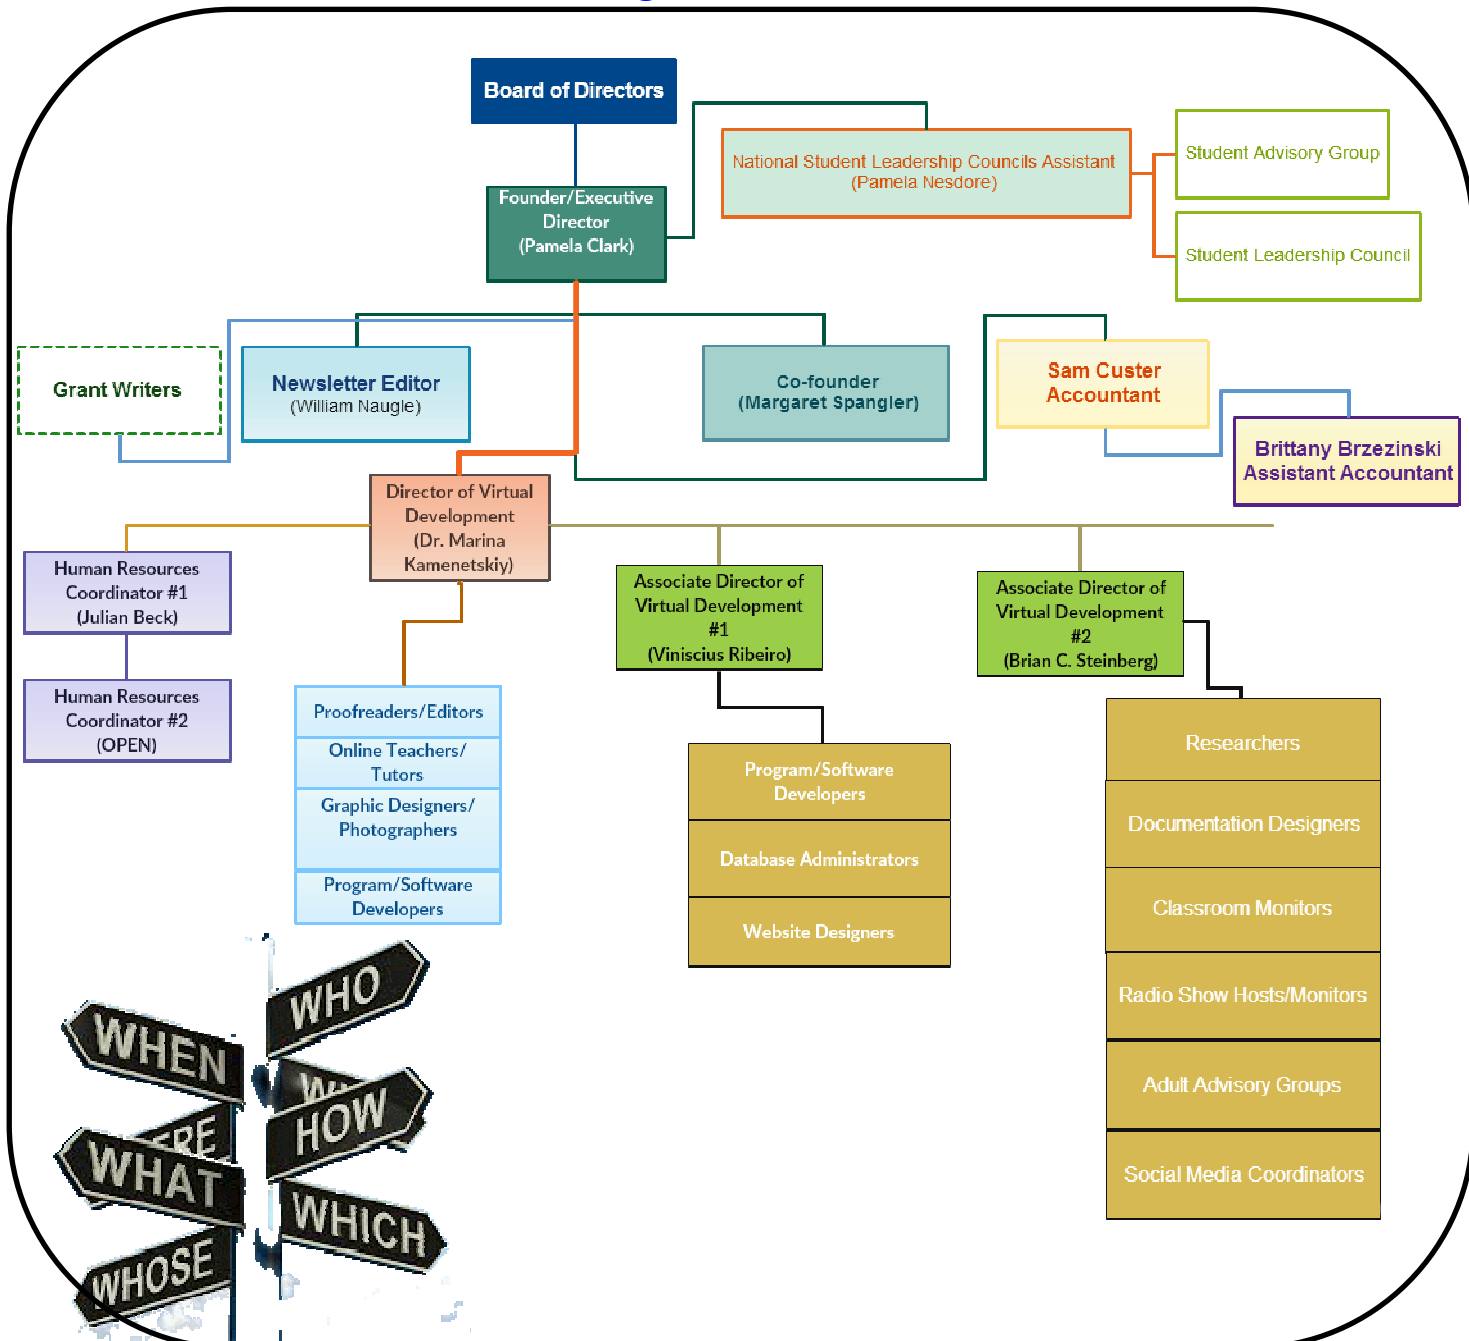 Board of Directors
Founder/Executive
Director
(Pamela Clark)
National Student Leadership Councils Assistant
(Pamela Nesdore)
Student Advisory Group
Student Leadership Council
Grant Writers
Newsletter Editor
(William Naugle)
Co-founder
(Margaret Spangler)
Sam Custer
Accountant
Brittany Brzezinski
Assistant Accountant
Director of Virtual
Development
(Dr. Marina
Kamenetskiy)
Human Resources
Coordinator #1
(Julian Beck)
Human Resources
Coordinator #2
(OPEN)
Associate Director of
Virtual Development
#1
(Viniscius Ribeiro)
Associate Director of
Virtual Development
#2
(Brian C. Steinberg)
Proofreaders/Editors
Online Teachers/
Tutors
Graphic Designers/
Photographers
Program/Software
Developers
Program/Software
Developers
Database Administrators
Website Designers
Researchers
Documentation Designers
Classroom Monitors
Radio Show Hosts/Monitors
Adult Advisory Groups
Social Media Coordinators
WHO
WHEN
HOW
WHAT
WHICH
WHOSE